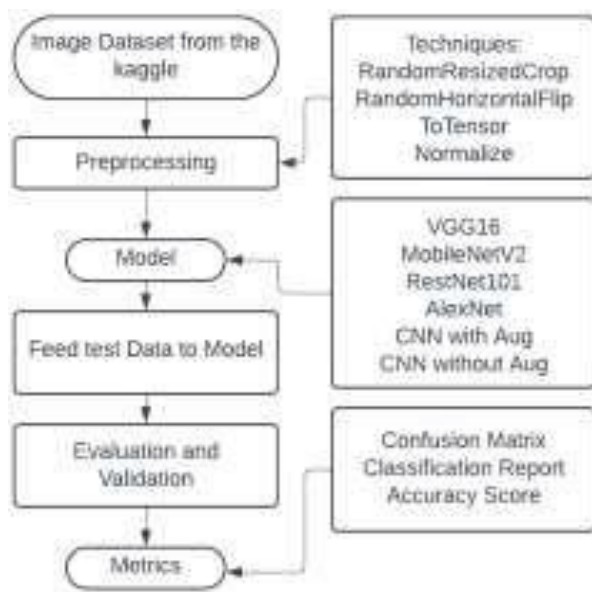 Image Dataset from the
kaggle
Techniques:
RandomResizedCrop
RandomHorizontalFlip
ToTensor
Normalize
Preprocessing
Model
VGG16
MobileNetV2
RestNet101
AlexNet
CNN with Aug
CNN without Aug
Feed test Data to Model
Evaluation and
Validation
Confusion Matrix
Classification Report
Accuracy Score
Metrics